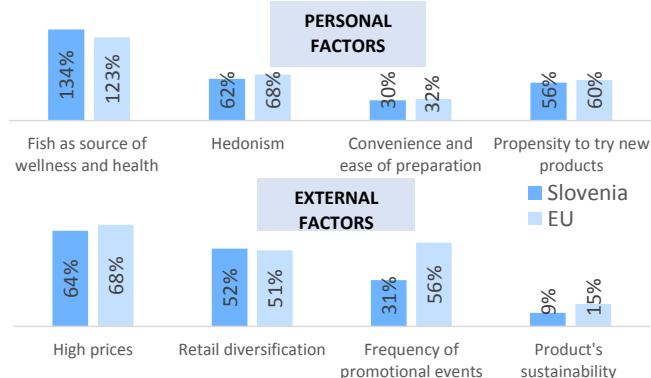 PERSONAL
FACTORS
134%
123%
62%
68%
30%
32%
56%
60%
Fish as source of
wellness and health
Hedonism
Convenience and
ease of preparation
Propensity to try new
products
Slovenia
EU
EXTERNAL
FACTORS
64%
68%
52%
51%
31%
56%
9%
15%
High prices
Retail diversification
Frequency of
promotional events
Product's
sustainability